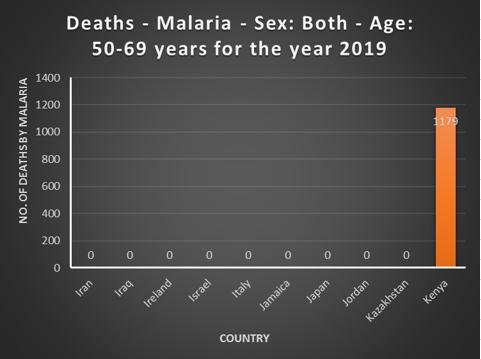 Deaths - Malaria - Sex: Both - Age:
50-69 years for the year 2019
NO. OF DEATHS BY MALARIA
1400
1200
1000
800
600
400
200
0
0
0
0
0
0
0
0
0
0
1179
Iran
Iraq
Ireland
Israel
Italy
Jamaica
Japan
Jordan
Kazakhstan
Kenya
COUNTRY